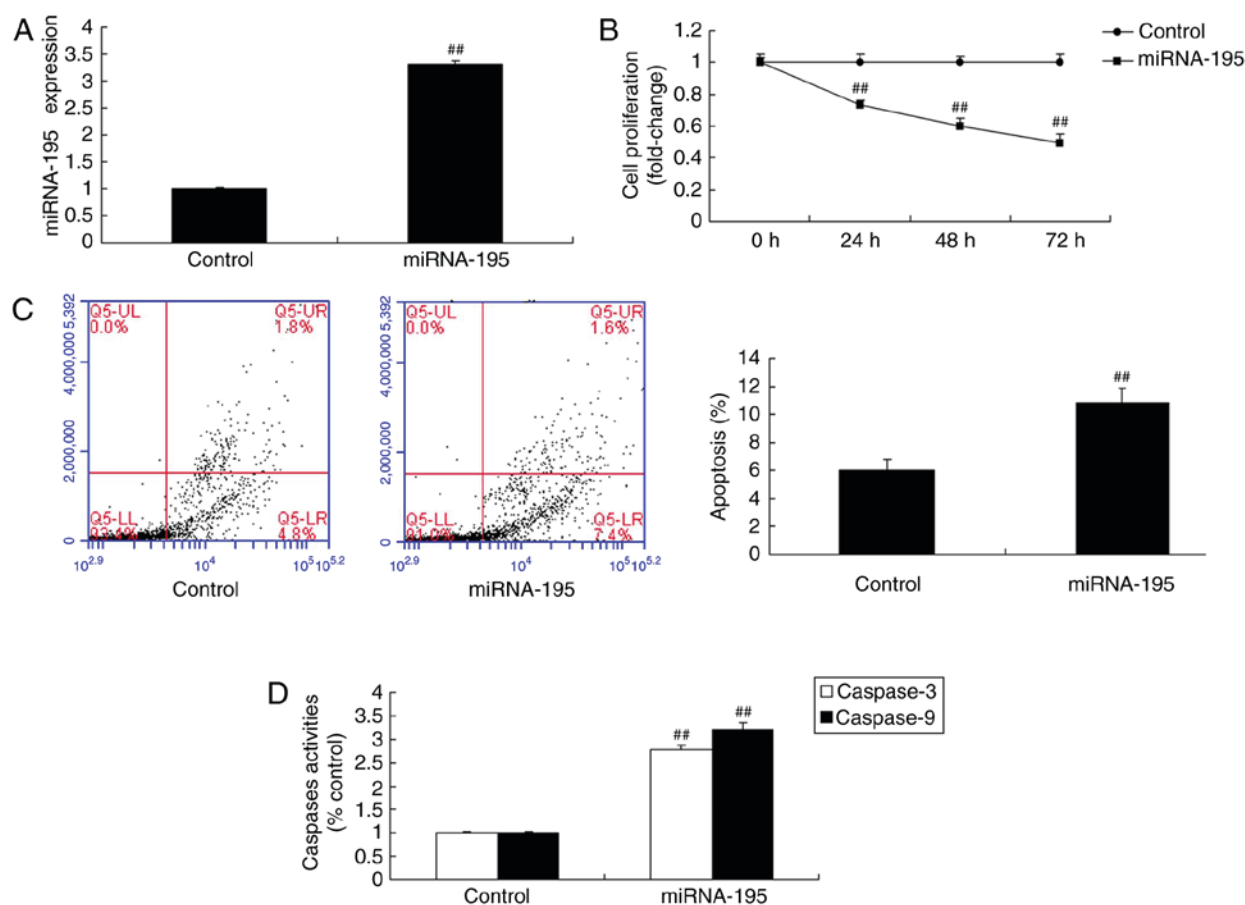 A
miRNA-195 expression
4
3.5
3
2.5
2
1.5
1
0.5
0
##
Control
miRNA-195
B
Cell proliferation
(fold-change)
1.2
1
0.8
0.6
0.4
0.2
0
##
##
##
0 h
24 h
48 h
72 h
Control
miRNA-195
C
5,392
4,000,000
2,000,000
0
Q5-UL
0.0%
Q5-UR
1.8%
Q5-LL
Q5-LR
4.8%
10^2.9
10^4
10^5
10^5.2
Control
5,392
4,000,000
2,000,000
0
Q5-UL
0.0%
Q5-UR
1.6%
Q5-LL
Q5-LR
7.4%
10^2.9
10^4
10^5
10^5.2
miRNA-195
Apoptosis (%)
14
12
10
8
6
4
2
0
##
Control
miRNA-195
D
Caspases activities
(% control)
4
3.5
3
2.5
2
1.5
1
0.5
0
##
##
Control
miRNA-195
Caspase-3
Caspase-9